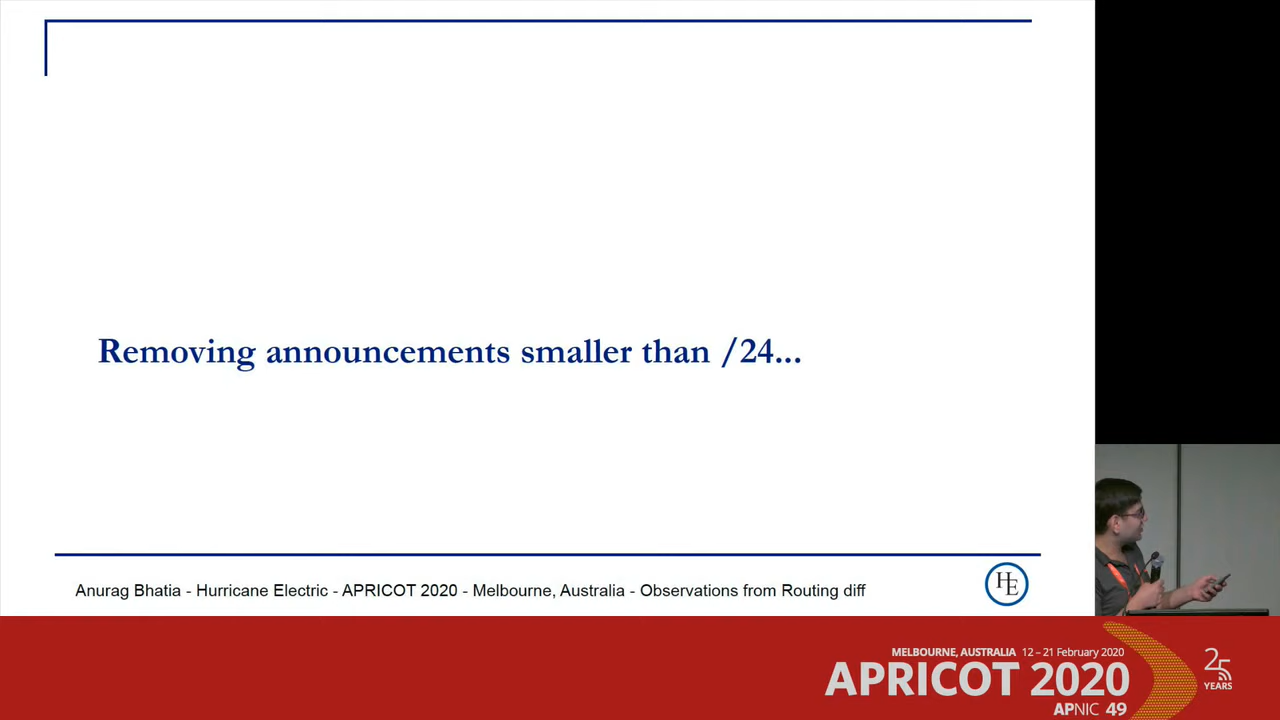 Removing announcements smaller than /24...
Anurag Bhatia - Hurricane Electric - APRICOT 2020 - Melbourne, Australia - Observations from Routing diff
HE
MELBOURNE, AUSTRALIA 12 – 21 February 2020
APRICOT 2020
APNIC 49
25
YEARS